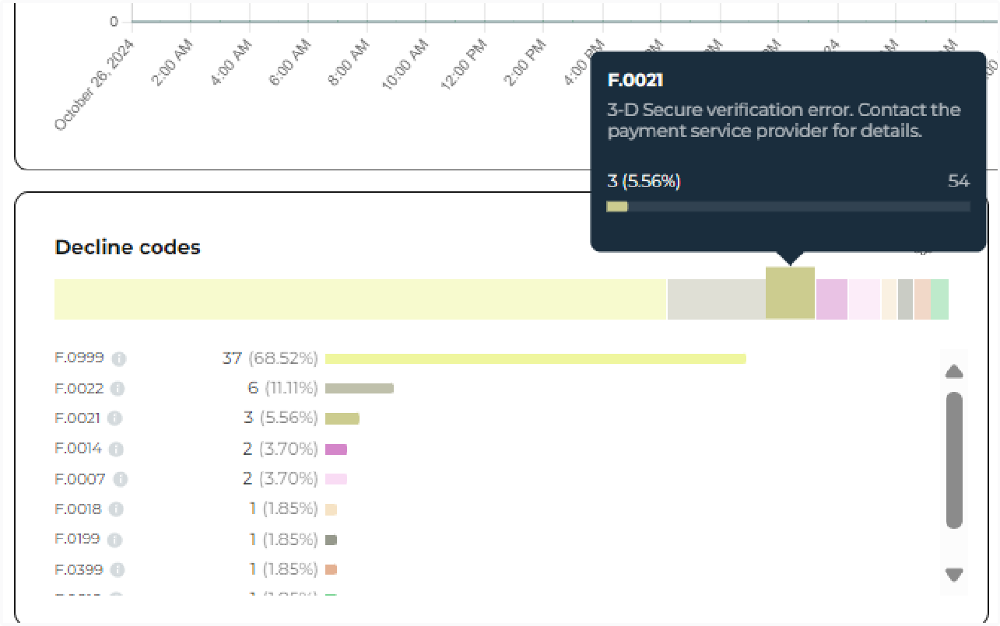 0
October 26, 2024
2:00 AM
4:00 AM
6:00 AM
8:00 AM
10:00 AM
12:00 PM
2:00 PM
4:00 PM
F.0021
3-D Secure verification error. Contact the
payment service provider for details.
3 (5.56%) 54
Decline codes
F.0999 37 (68.52%)
F.0022 6 (11.11%)
F.0021 3 (5.56%)
F.0014 2 (3.70%)
F.0007 2 (3.70%)
F.0018 1 (1.85%)
F.0199 1 (1.85%)
F.0399 1 (1.85%)